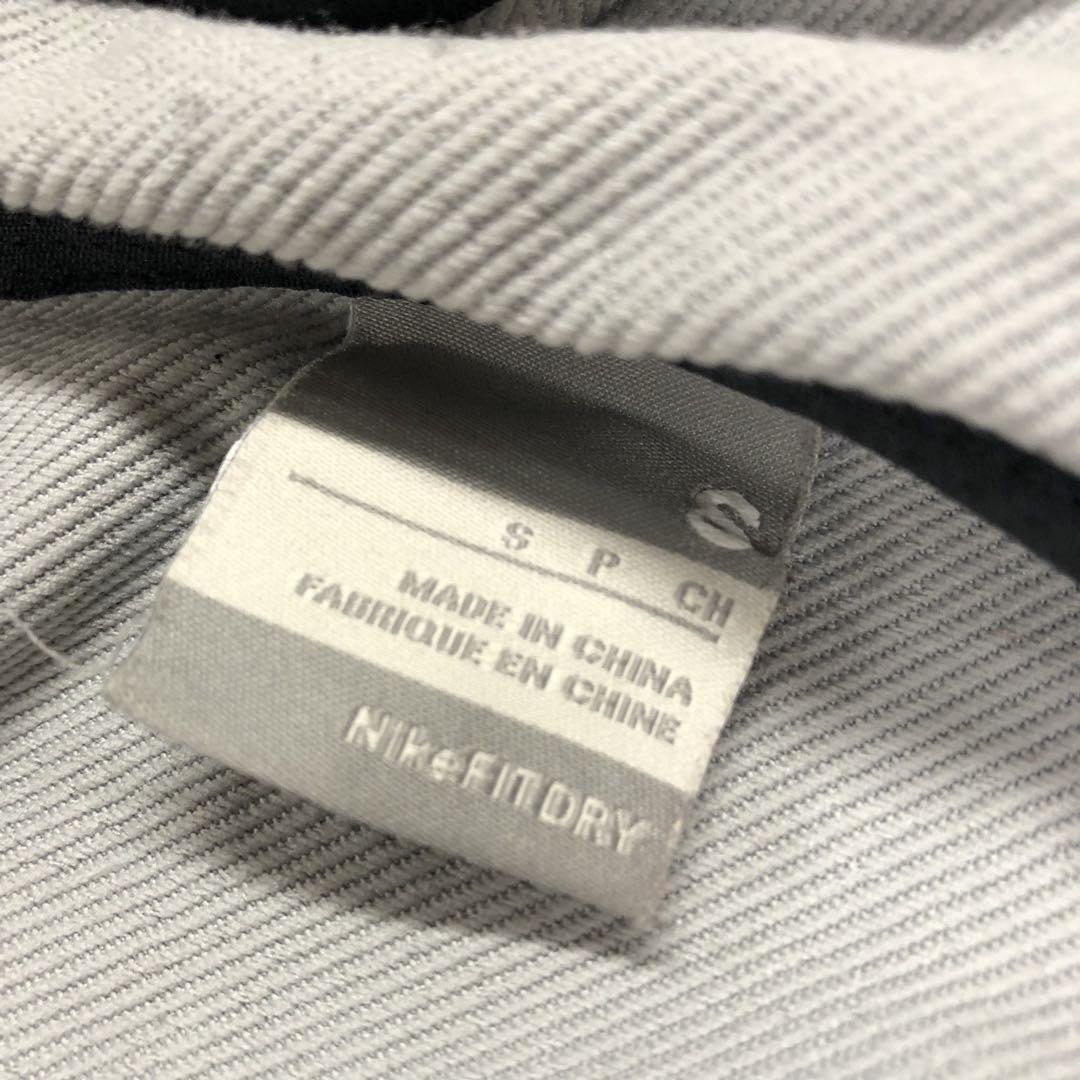 S
S P CH
MADE IN CHINA
FABRIQUE EN CHINE
NIKeFITDRY